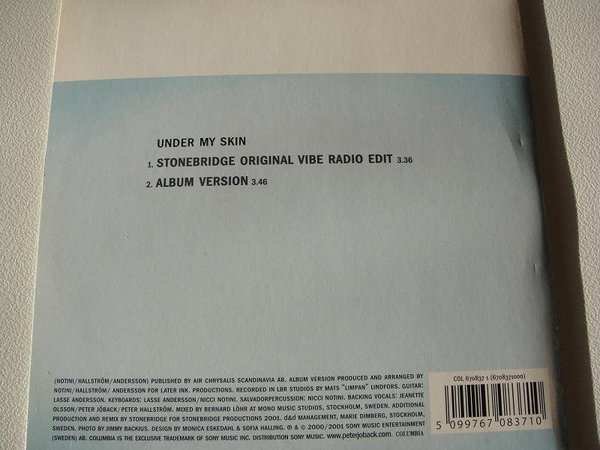 UNDER MY SKIN
1. STONEBRIDGE ORIGINAL VIBE RADIO EDIT 3.36
2. ALBUM VERSION 3.46
(NOTINI/HALLSTRÖM/ANDERSSON) PUBLISHED BY AIR CHRYSALIS SCANDINAVIA AB. ALBUM VERSION PRODUCED AND ARRANGED BY
NOTINI/HALLSTRÖM/ ANDERSSON FOR LATER INK. PRODUCTIONS. RECORDED IN LBR STUDIOS BY MATS "LIMPAN" LINDFORS. GUITAR:
LASSE ANDERSSON. KEYBOARDS: LASSE ANDERSSON/NICCI NOTINI. SALVADORPERCUSSION: NICCI NOTINI. BACKING VOCALS: JEANETTE
OLSSON/PETER JÖBACK/PETER HALLSTRÖM. MIXED BY BERNARD LÖHR AT MONO MUSIC STUDIOS, STOCKHOLM, SWEDEN. ADDITIONAL
PRODUCTION AND REMIX BY STONEBRIDGE FOR STONEBRIDGE PRODUCTIONS 2001. d&d MANAGEMENT, MARIE DIMBERG, STOCKHOLM,
SWEDEN. PHOTO BY JIMMY BACKIUS. DESIGN BY MONICA ESKEDAHL & SOFIA HALLING. ℗ & © 2000/2001 SONY MUSIC ENTERTAINMENT
(SWEDEN) AB. COLUMBIA IS THE EXCLUSIVE TRADEMARK OF SONY MUSIC INC. DISTRIBUTION SONY MUSIC. www.peterjoback.com COLUMBIA
COL 670837 1 (6708371000)
5 099767 083710